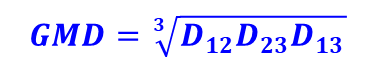 GMD = ∛(D₁₂D₂₃D₁₃)